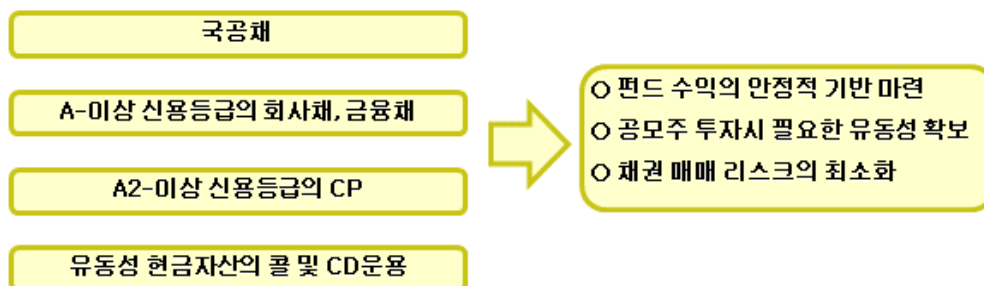 국공채
A-이상 신용등급의 회사채, 금융채
A2-이상 신용등급의 CP
유동성 현금자산의 콜 및 CD운용
○ 펀드 수익의 안정적 기반 마련
○ 공모주 투자시 필요한 유동성 확보
○ 채권 매매 리스크의 최소화